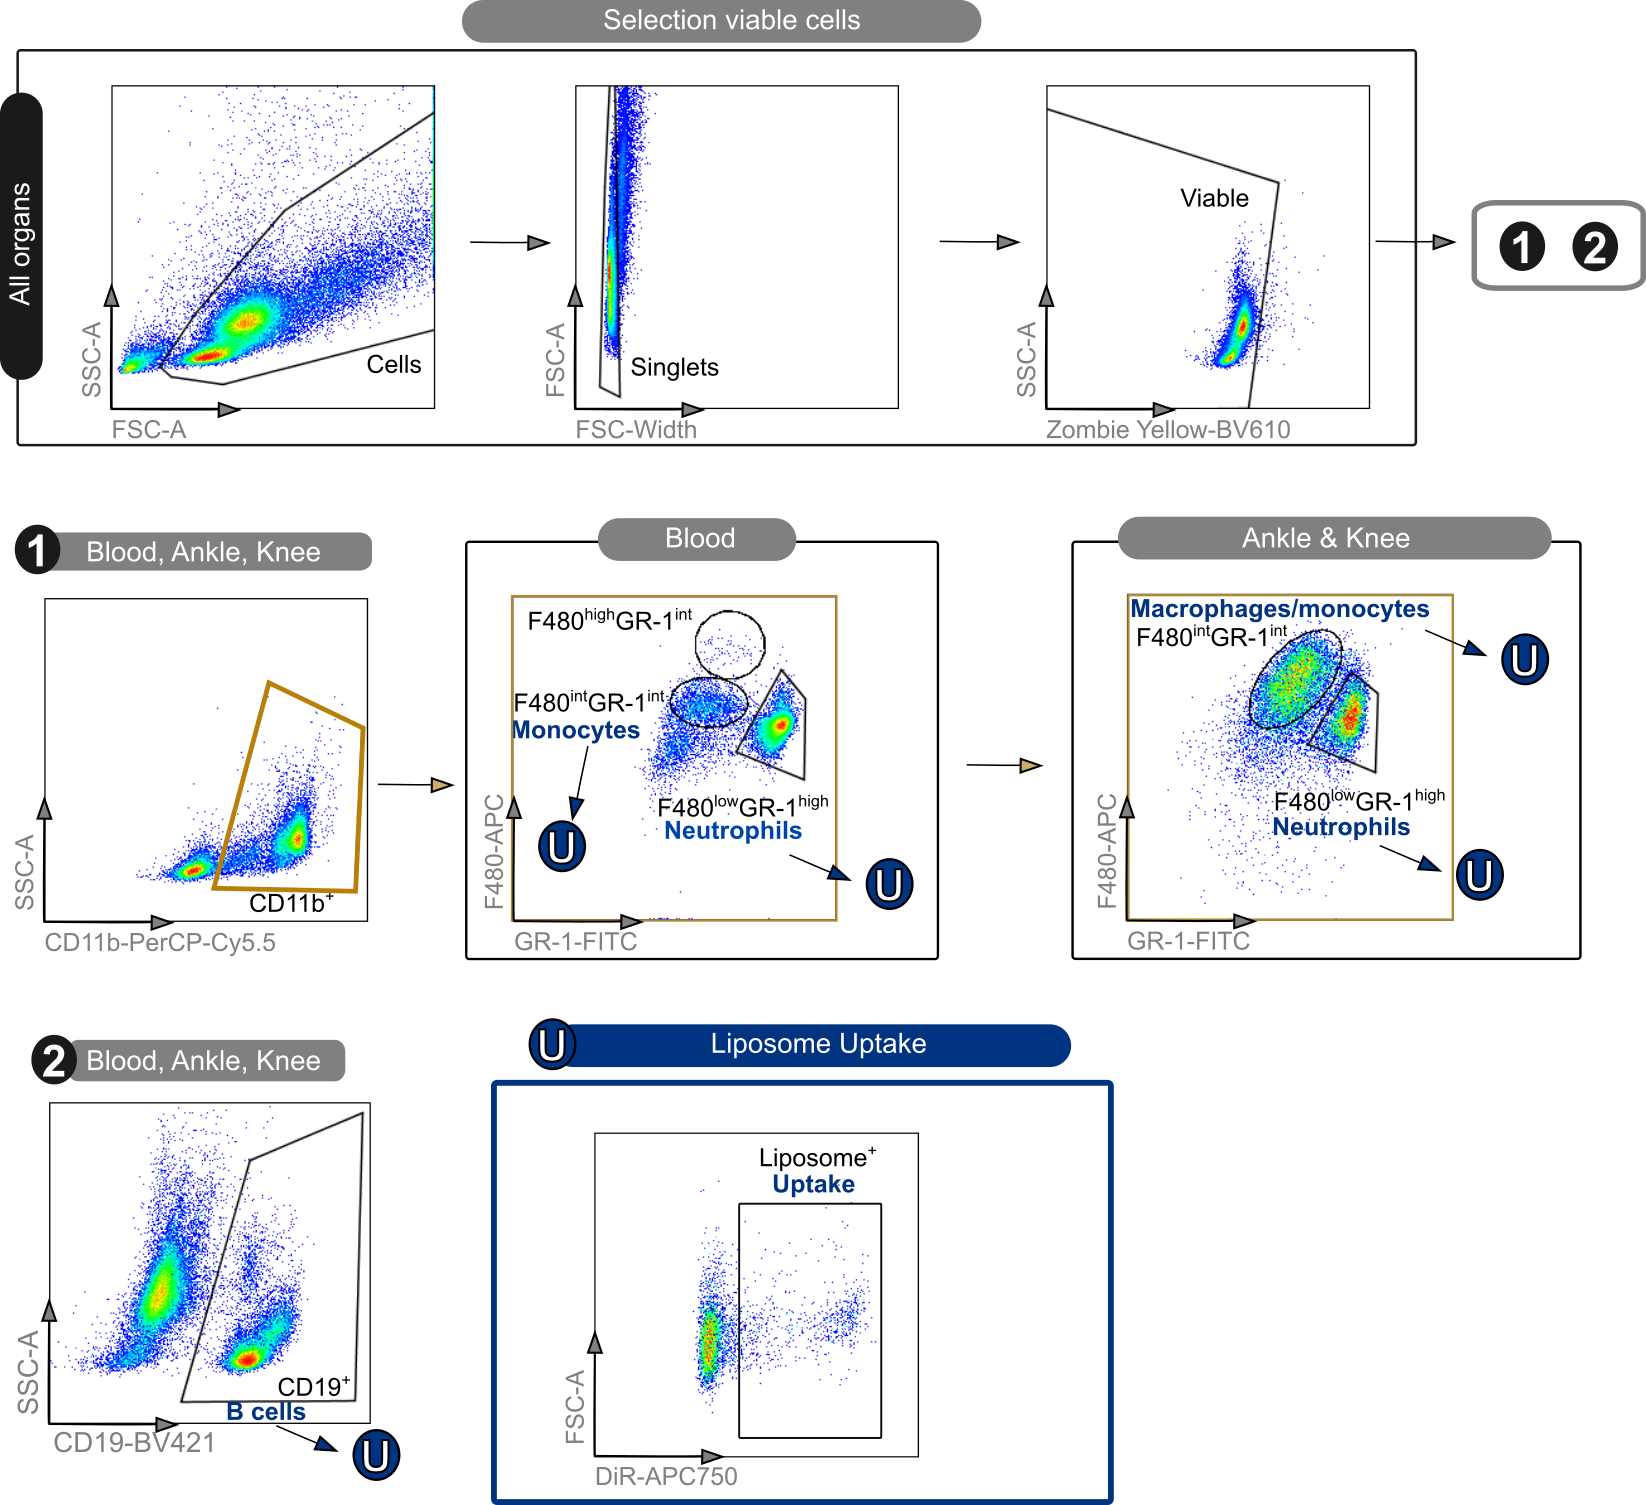 Selection viable cells
All organs
SSC-A
FSC-A
Cells
FSC-A
FSC-Width
Singlets
SSC-A
Zombie Yellow-BV610
Viable
1 2
1 Blood, Ankle, Knee
SSC-A
CD11b-PerCP-Cy5.5
CD11b+
Blood
F480highGR-1int
F480intGR-1int
Monocytes
U
F480lowGR-1high
Neutrophils
U
F480-APC
GR-1-FITC
Ankle & Knee
Macrophages/monocytes
F480intGR-1int
U
F480lowGR-1high
Neutrophils
U
F480-APC
GR-1-FITC
2 Blood, Ankle, Knee
SSC-A
CD19+
B cells
CD19-BV421
U
U Liposome Uptake
Liposome+
Uptake
FSC-A
DiR-APC750